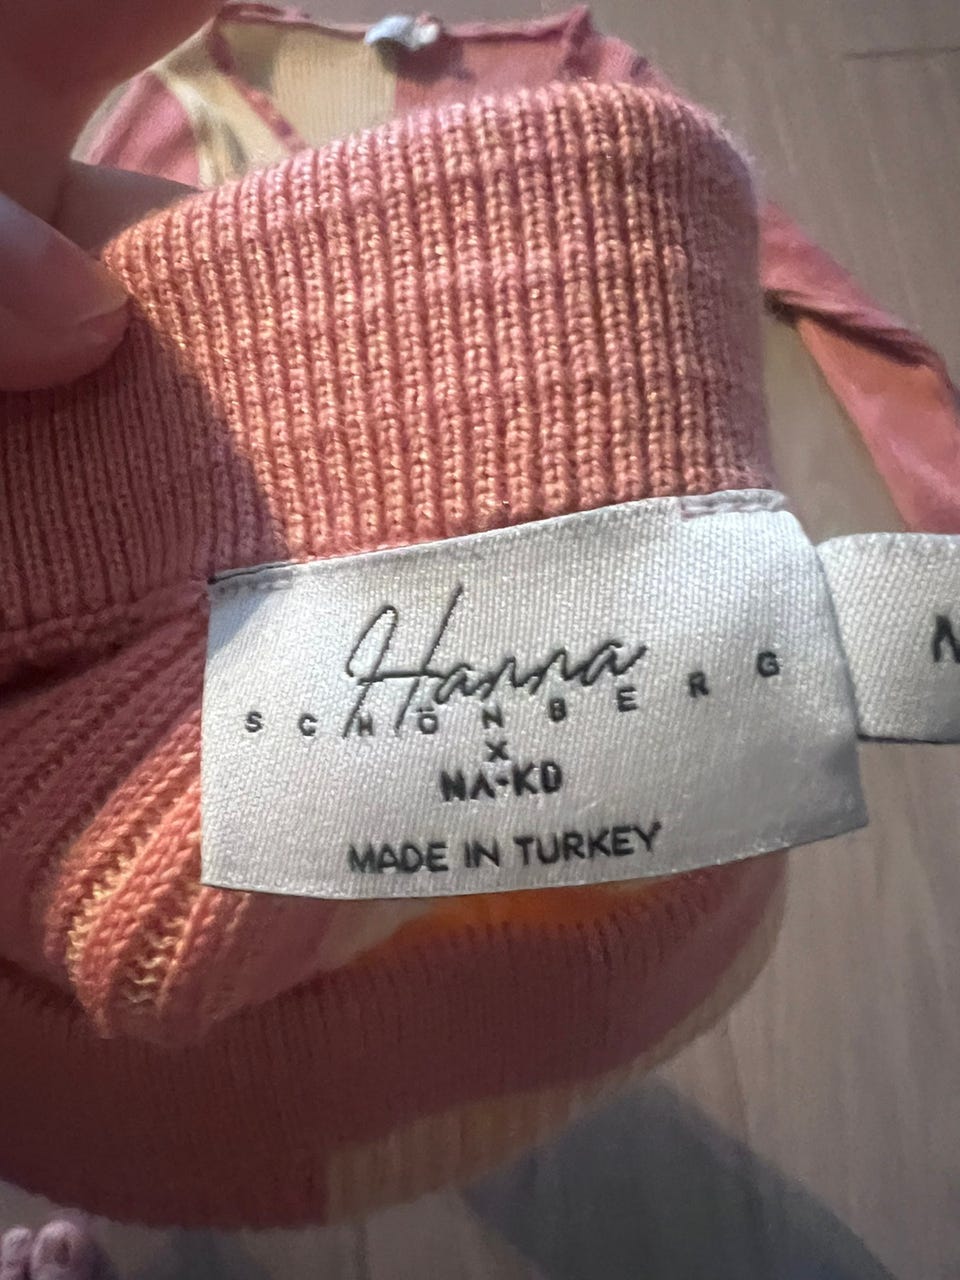 Hanna
SCHÖNBERG
X
NA-KD
MADE IN TURKEY